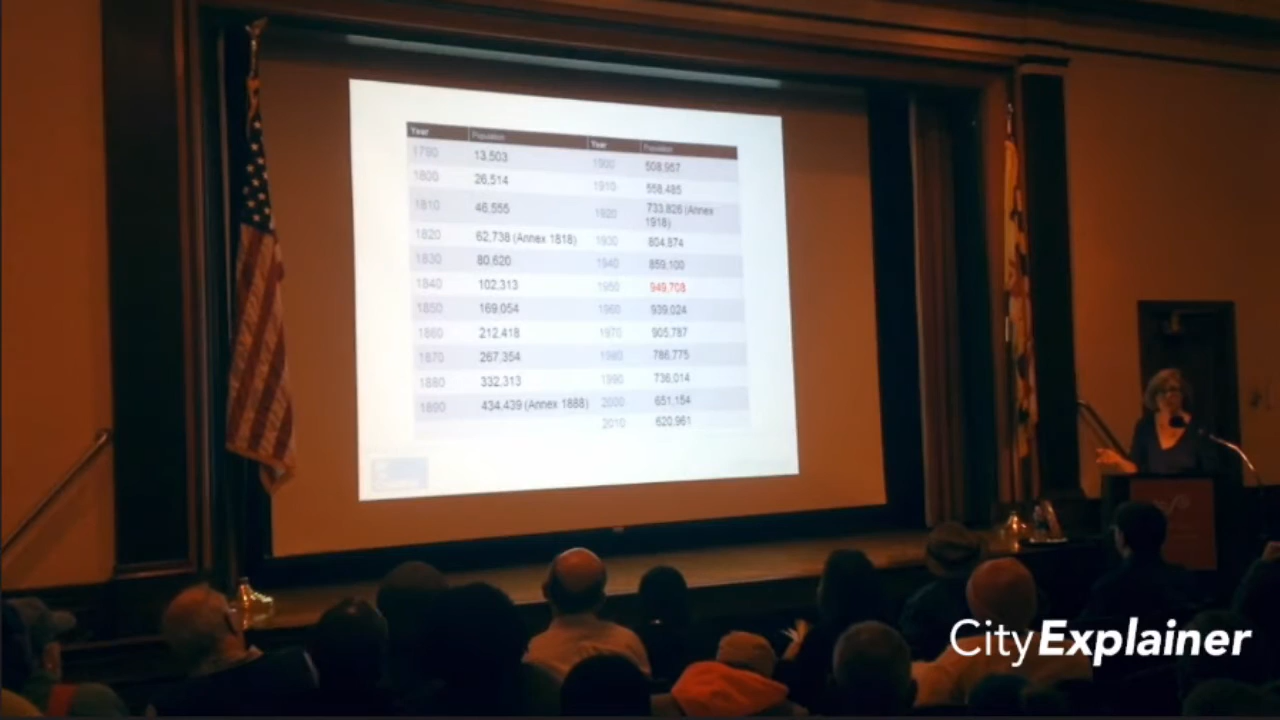 Year Population Year Population
1790 13,503 1900 508,957
1800 26,514 1910 558,485
1810 46,555 1920 733,826 (Annex
1918)
1820 62,738 (Annex 1818) 1930 804,874
1830 80,620 1940 859,100
1840 102,313 1950 949,708
1850 169,054 1960 939,024
1860 212,418 1970 905,787
1870 267,354 1980 786,775
1880 332,313 1990 736,014
1890 434,439 (Annex 1888) 2000 651,154
2010 620,961
CityExplainer